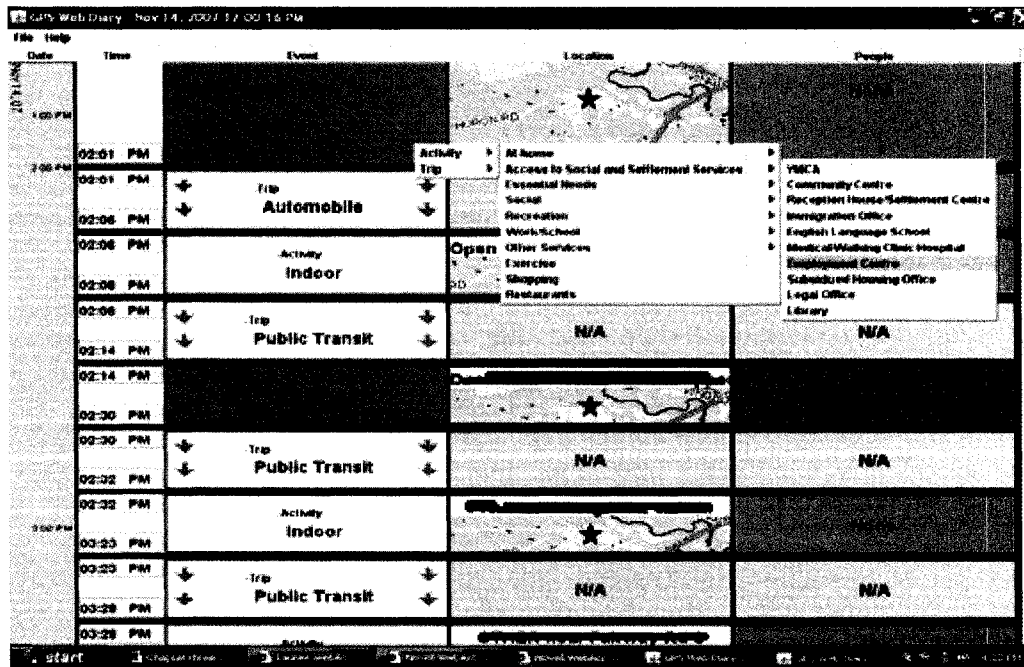 GPS Web Diary Nov 14, 2007 12:00:16 PM
File Help
Date Time Event Location People
1:00 PM
HURON RD
02:01 PM
2:00 PM
Activity
Trip
At home
Access to Social and Settlement Services
Essential Needs
Social
Recreation
Work/School
Other Services
Exercise
Shopping
Restaurants
YMCA
Community Centre
Reception House/Settlement Centre
Immigration Office
English Language School
Medical/Walking Clinic Hospital
Employment Centre
Subsidized Housing Office
Legal Office
Library
02:01 PM
Trip
Automobile
02:06 PM
02:06 PM
Activity
Indoor
Open
RD
02:08 PM
02:08 PM
Trip
Public Transit
N/A
N/A
02:14 PM
02:14 PM
02:30 PM
02:30 PM
Trip
Public Transit
N/A
N/A
02:32 PM
02:32 PM
Activity
Indoor
3:00 PM
03:23 PM
03:23 PM
Trip
Public Transit
N/A
N/A
03:28 PM
03:28 PM
Activity
start